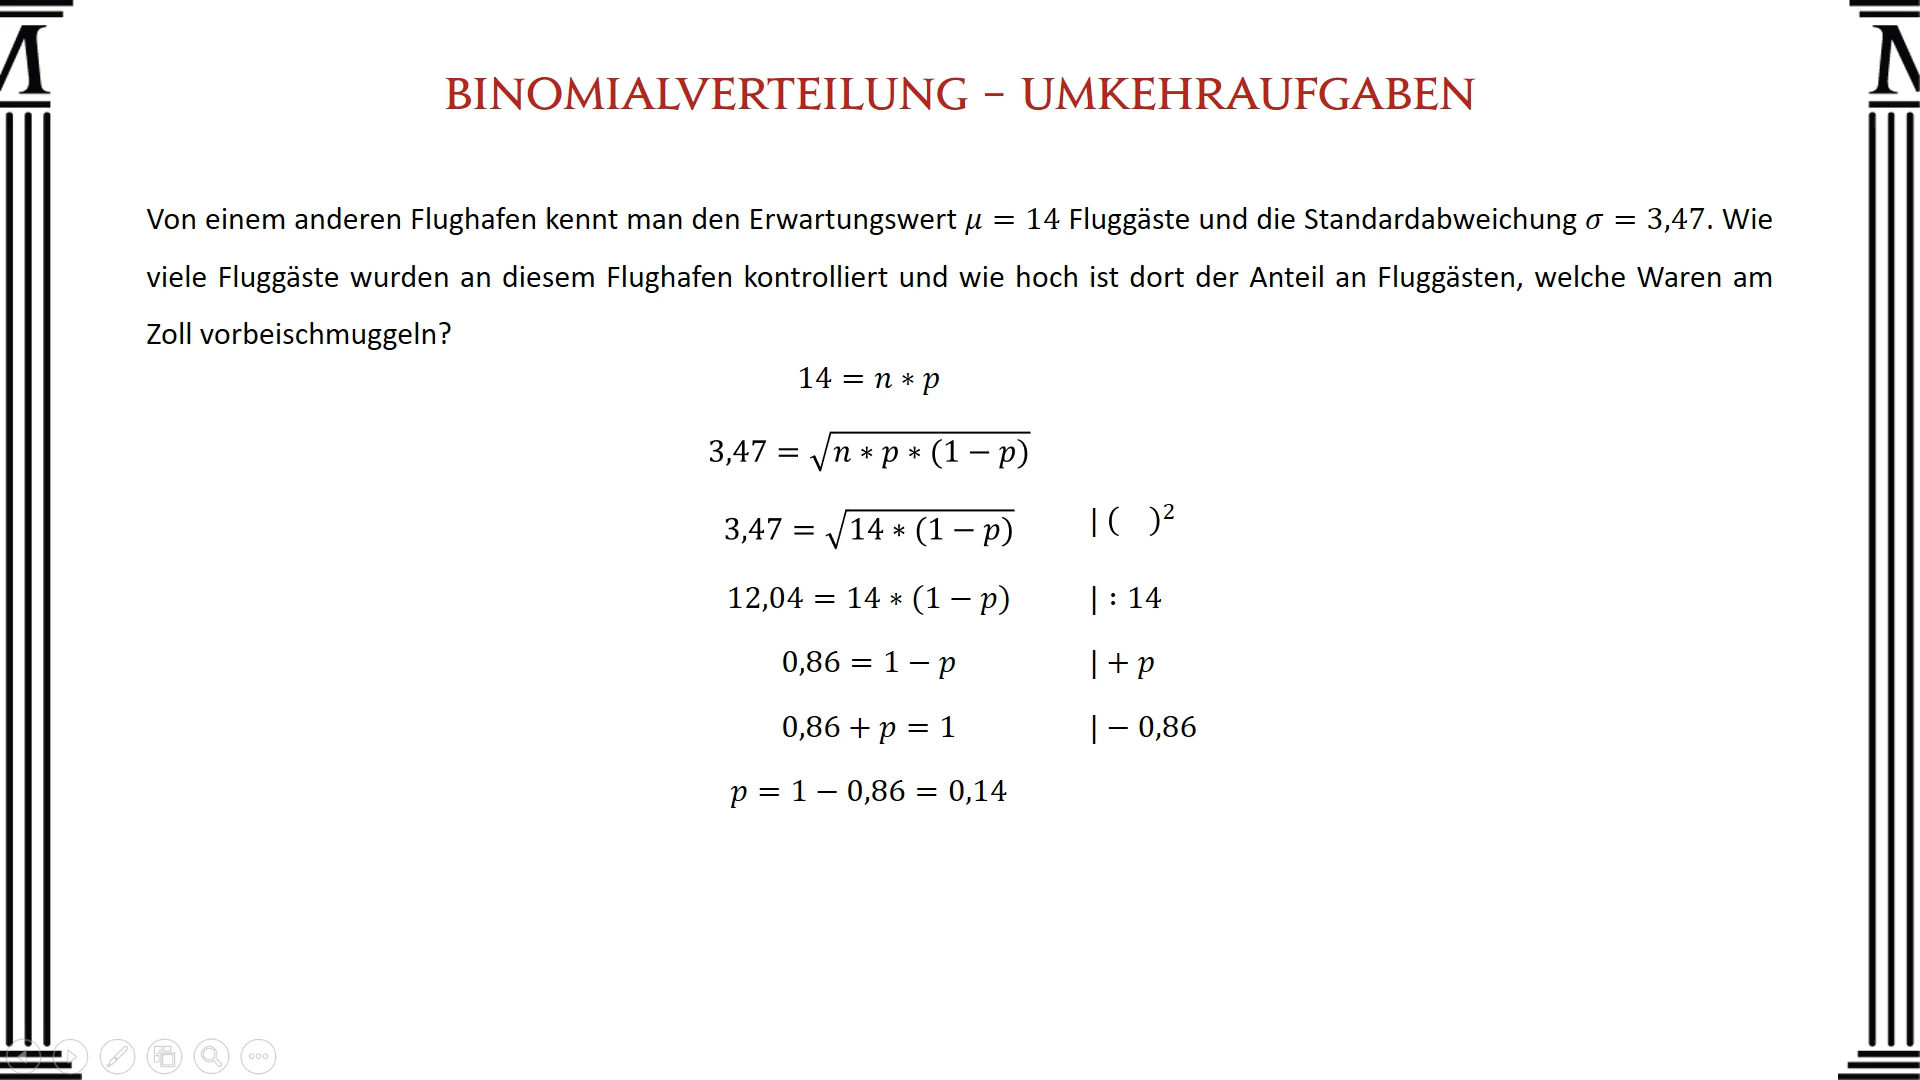 BINOMIALVERTEILUNG – UMKEHRAUFGABEN
Von einem anderen Flughafen kennt man den Erwartungswert μ = 14 Fluggäste und die Standardabweichung σ = 3,47. Wie
viele Fluggäste wurden an diesem Flughafen kontrolliert und wie hoch ist dort der Anteil an Fluggästen, welche Waren am
Zoll vorbeischmuggeln?
14 = n ∗ p
3,47 = √(n ∗ p ∗ (1 − p))
3,47 = √(14 ∗ (1 − p)) | ( )²
12,04 = 14 ∗ (1 − p) | : 14
0,86 = 1 − p | + p
0,86 + p = 1 | − 0,86
p = 1 − 0,86 = 0,14